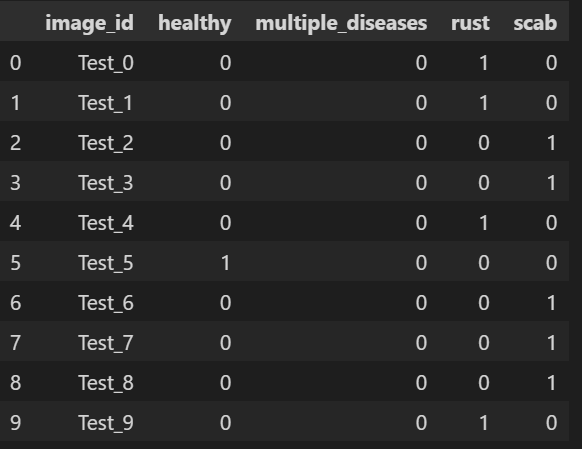 image_id healthy multiple_diseases rust scab
0 Test_0 0 0 1 0
1 Test_1 0 0 1 0
2 Test_2 0 0 0 1
3 Test_3 0 0 0 1
4 Test_4 0 0 1 0
5 Test_5 1 0 0 0
6 Test_6 0 0 0 1
7 Test_7 0 0 0 1
8 Test_8 0 0 0 1
9 Test_9 0 0 1 0